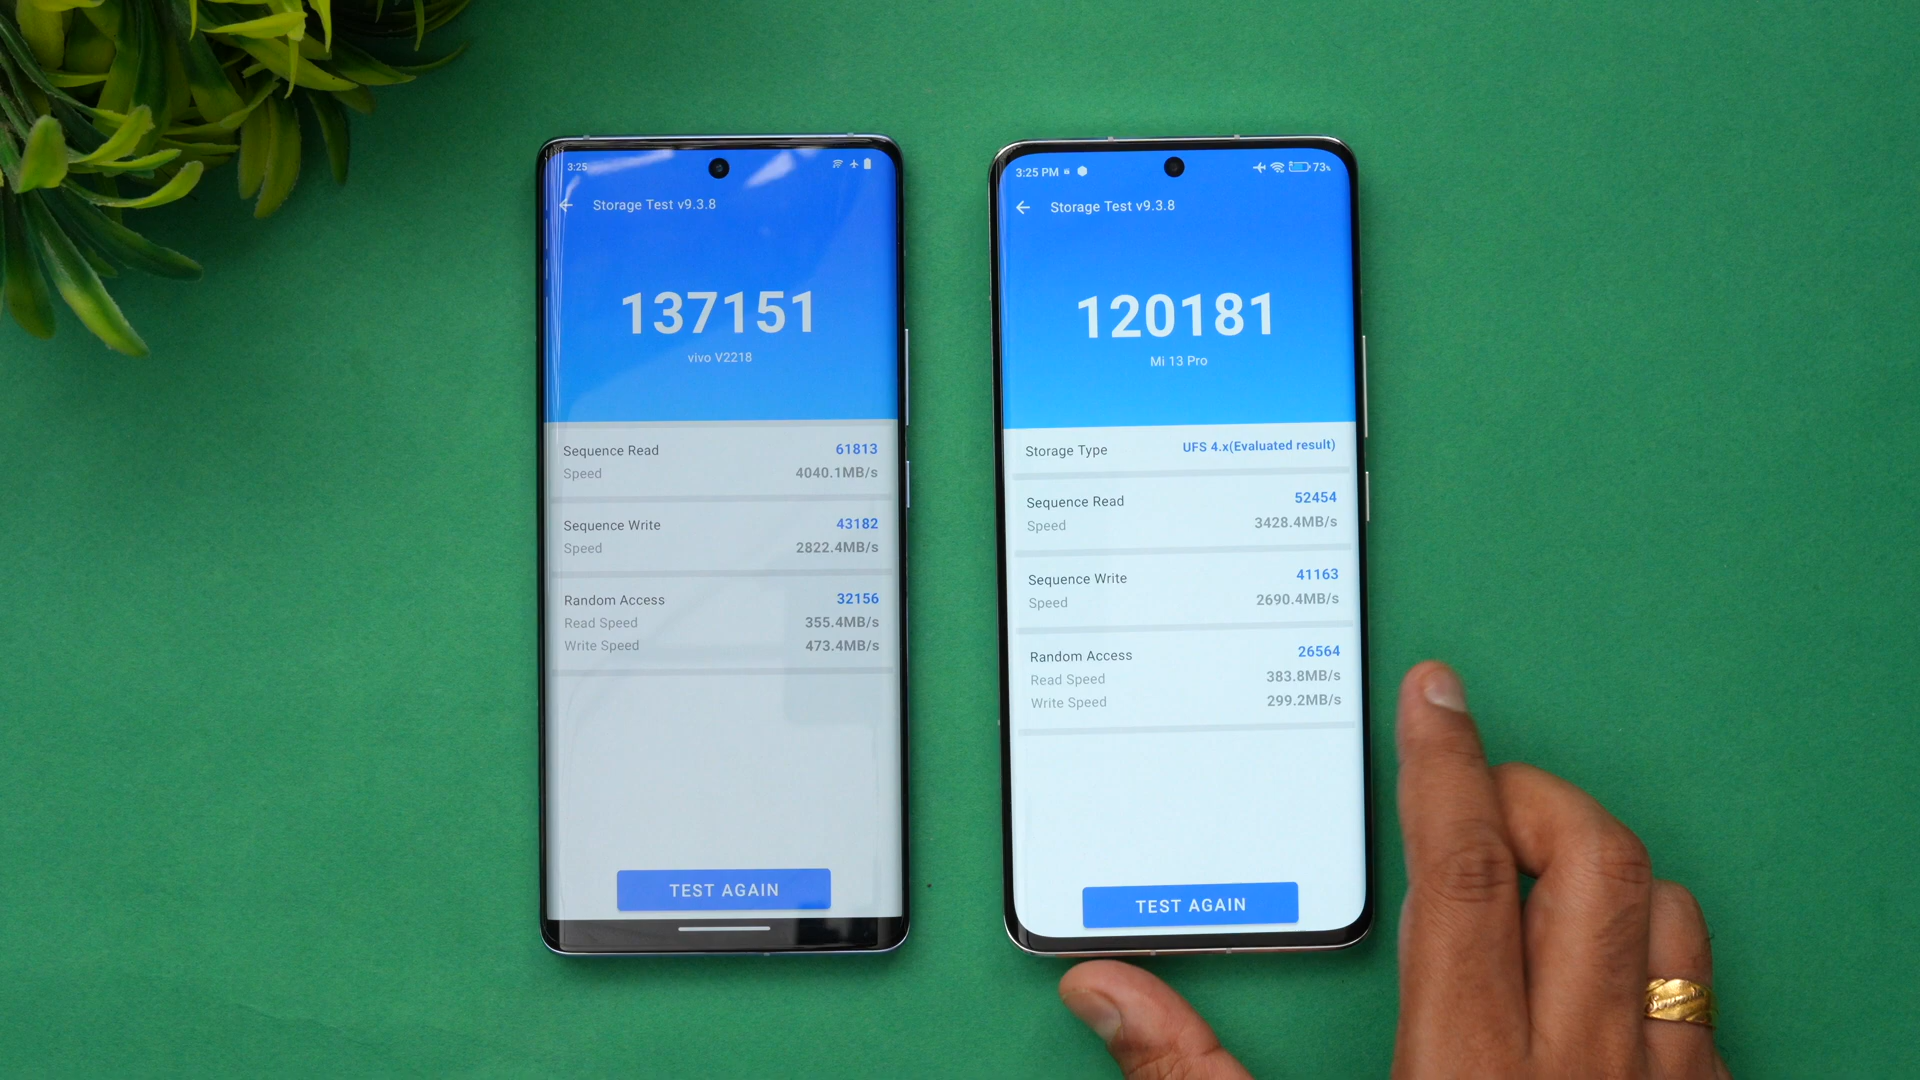 3:25
Storage Test v9.3.8
137151
vivo V2218
Sequence Read 61813
Speed 4040.1MB/s
Sequence Write 43182
Speed 2822.4MB/s
Random Access 32156
Read Speed 355.4MB/s
Write Speed 473.4MB/s
TEST AGAIN
3:25 PM 73%
Storage Test v9.3.8
120181
Mi 13 Pro
Storage Type UFS 4.x(Evaluated result)
Sequence Read 52454
Speed 3428.4MB/s
Sequence Write 41163
Speed 2690.4MB/s
Random Access 26564
Read Speed 383.8MB/s
Write Speed 299.2MB/s
TEST AGAIN